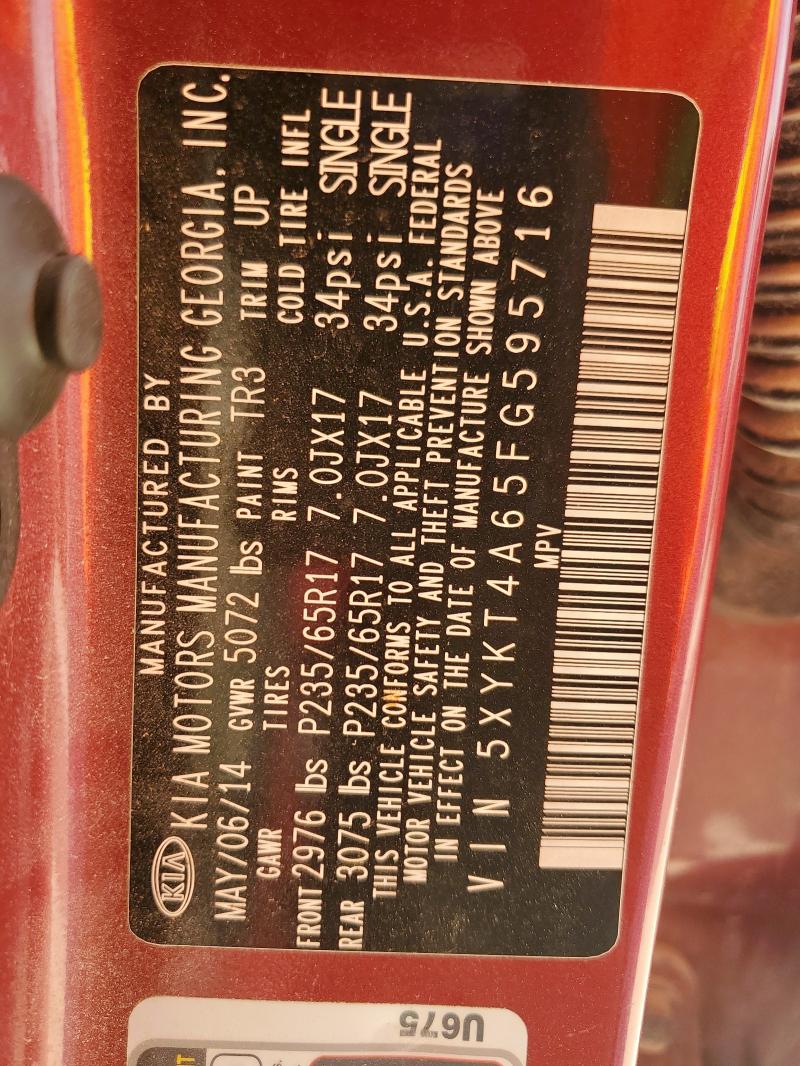 MANUFACTURED BY
KIA KIA MOTORS MANUFACTURING GEORGIA, INC.
MAY/06/14 GVWR 5072 lbs PAINT TR3 TRIM UP
GAWR TIRES RIMS COLD TIRE INFL
FRONT 2976 lbs P235/65R17 7.0JX17 34psi SINGLE
REAR 3075 lbs P235/65R17 7.0JX17 34psi SINGLE
THIS VEHICLE CONFORMS TO ALL APPLICABLE U.S.A. FEDERAL
MOTOR VEHICLE SAFETY AND THEFT PREVENTION STANDARDS
IN EFFECT ON THE DATE OF MANUFACTURE SHOWN ABOVE
VIN 5XYKT4A65FG595716
MPV
U675